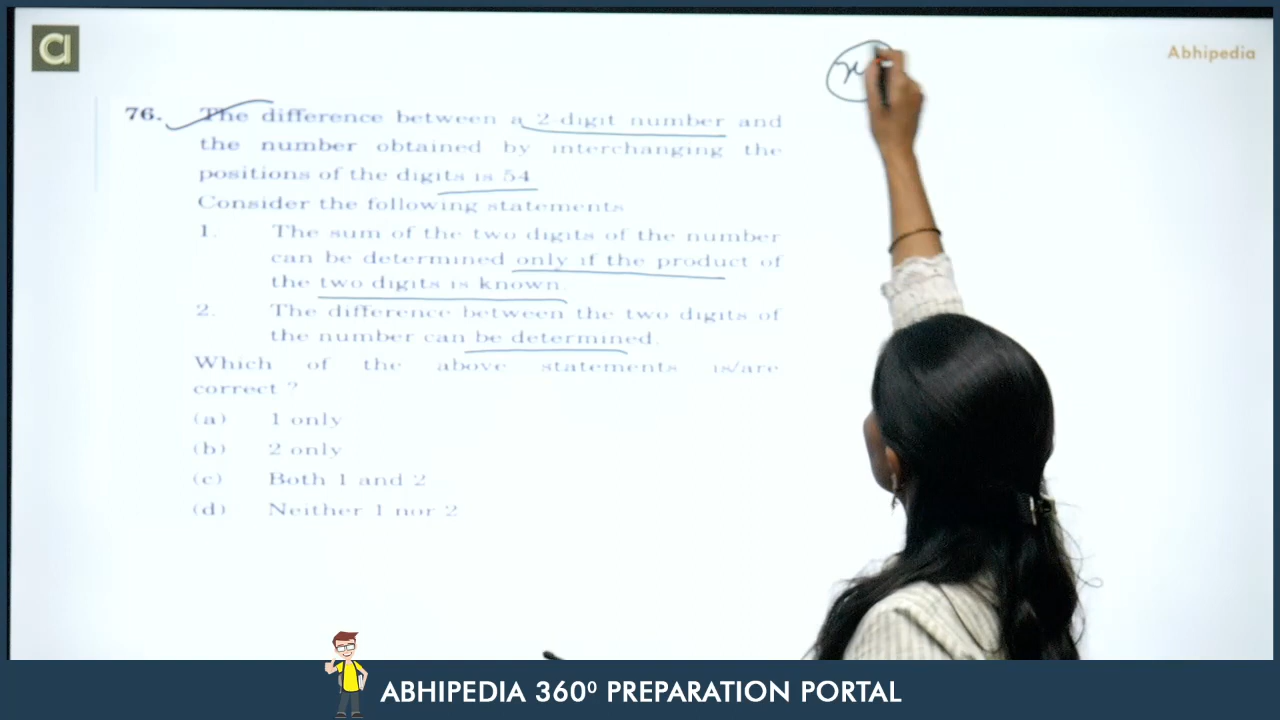 CI
Abhipedia
76. The difference between a 2-digit number and
the number obtained by interchanging the
positions of the digits is 54
Consider the following statements
1. The sum of the two digits of the number
can be determined only if the product of
the two digits is known.
2. The difference between the two digits of
the number can be determined.
Which of the above statements is/are
correct ?
(a) 1 only
(b) 2 only
(c) Both 1 and 2
(d) Neither 1 nor 2
ABHIPEDIA 360⁰ PREPARATION PORTAL